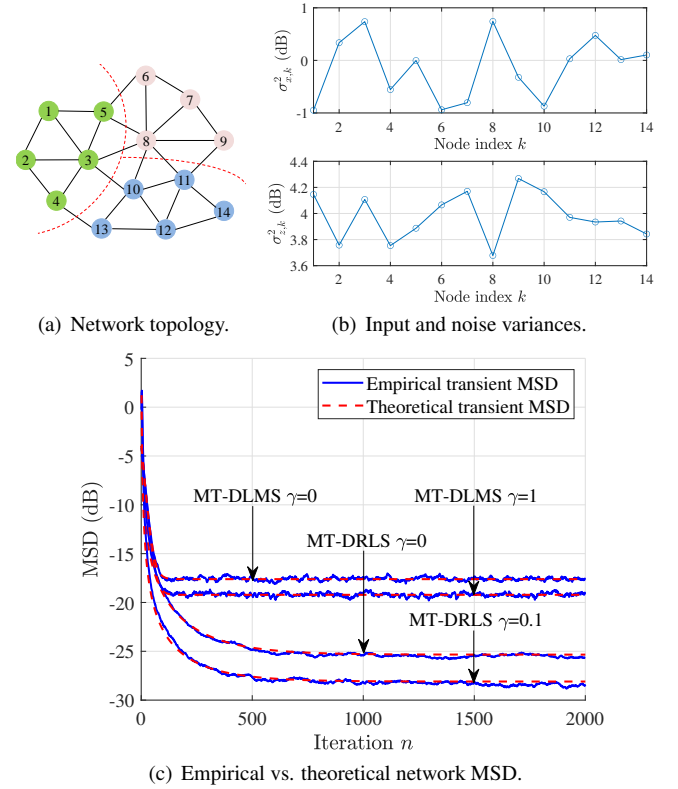 6
7
1
5
8
9
2
3
4
10
11
14
13
12
(a) Network topology.
σ²x,k (dB)
1
0
-1
2 4 6 8 10 12 14
Node index k
σ²z,k (dB)
4.4
4.2
4
3.8
3.6
2 4 6 8 10 12 14
Node index k
(b) Input and noise variances.
MSD (dB)
5
0
-5
-10
-15
-20
-25
-30
Empirical transient MSD
Theoretical transient MSD
MT-DLMS γ=0
MT-DLMS γ=1
MT-DRLS γ=0
MT-DRLS γ=0.1
0 500 1000 1500 2000
Iteration n
(c) Empirical vs. theoretical network MSD.